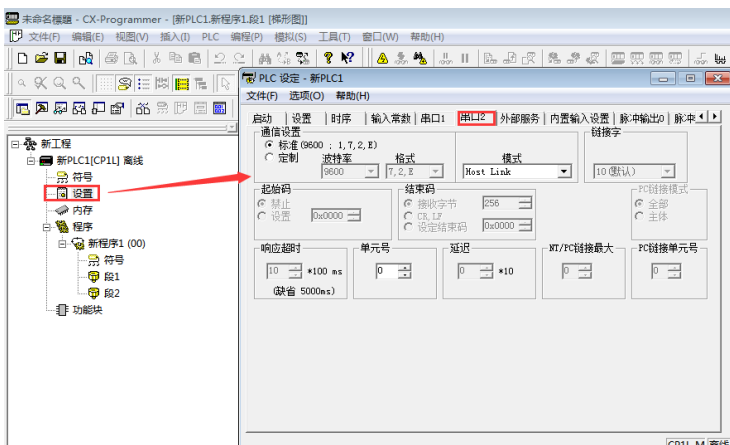 未命名標題 - CX-Programmer - [新PLC1.新程序1.段1 [梯形图]]
文件(F) 编辑(E) 视图(V) 插入(I) PLC 编程(P) 模拟(S) 工具(T) 窗口(W) 帮助(H)
新工程
新PLC1[CP1L] 离线
符号
设置
内存
程序
新程序1 (00)
符号
段1
段2
功能块
PLC 设定 - 新PLC1
文件(F) 选项(O) 帮助(H)
启动 设置 时序 输入常数 串口1 串口2 外部服务 内置输入设置 脉冲输出0 脉冲
通信设置
标准(9600 : 1,7,2,E)
定制
波特率 格式 模式
9600 7,2,E Host Link
链接字
10 (默认)
起始码
禁止
设置 0x0000
结束码
接收字节 256
CR, LF
设定结束码 0x0000
PC链接模式
全部
主体
响应超时
10 *100 ms
(缺省 5000ms)
单元号
0
延迟
0 *10
NT/PC链接最大
0
PC链接单元号
0
CP1L-M 离线